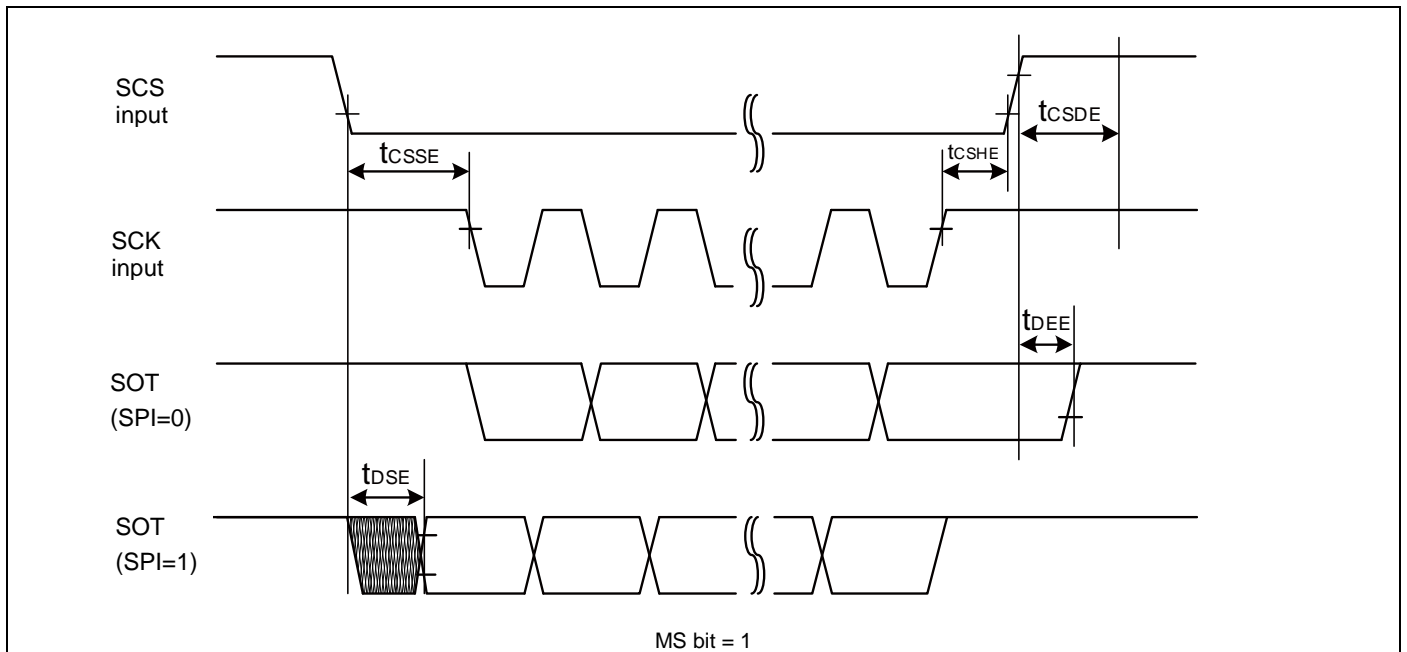 SCS
input
tCSSE
tCSHE
tCSDE
SCK
input
tDEE
SOT
(SPI=0)
tDSE
SOT
(SPI=1)
MS bit = 1